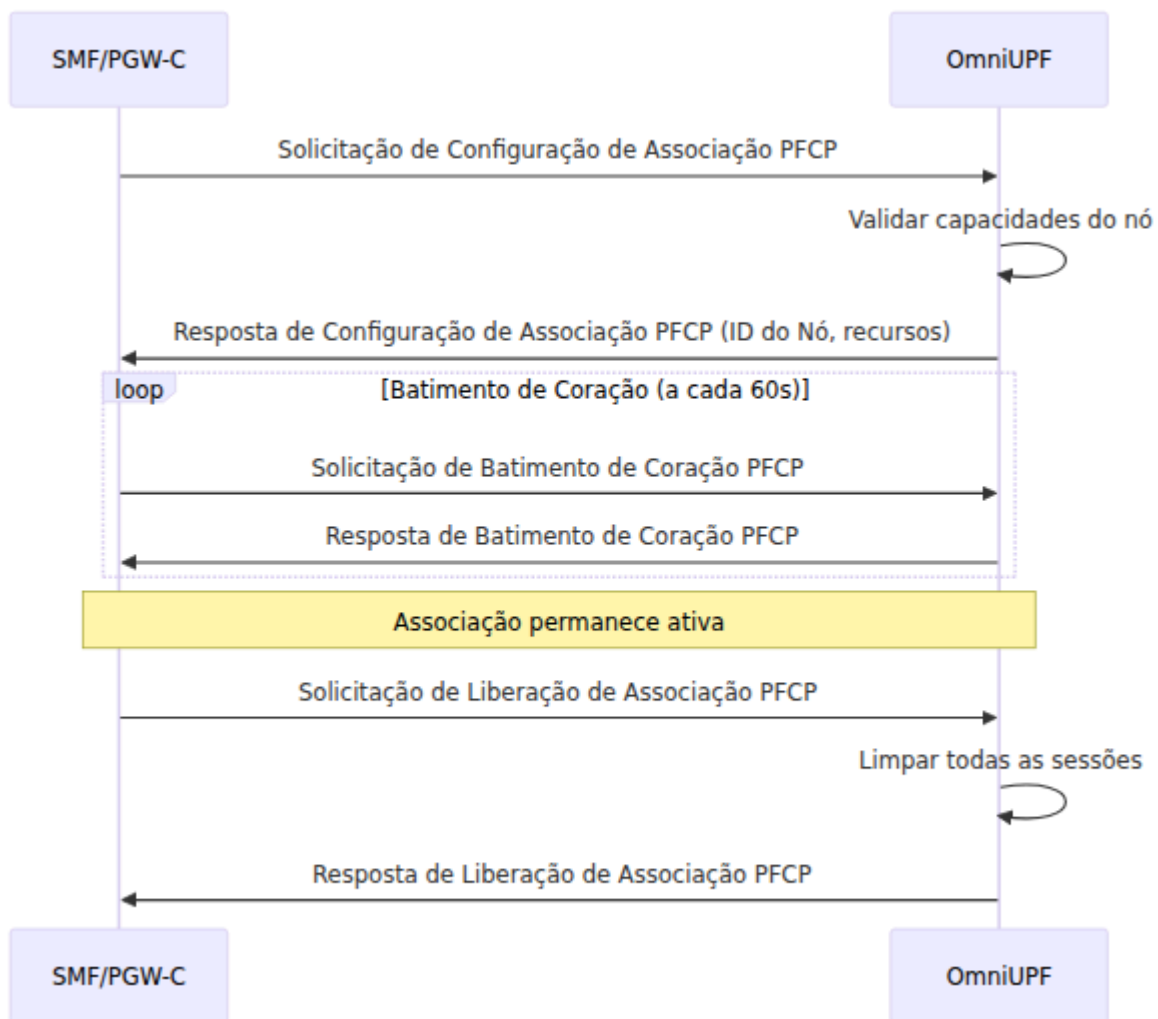 SMF/PGW-C
OmniUPF
Solicitação de Configuração de Associação PFCP
Validar capacidades do nó
Resposta de Configuração de Associação PFCP (ID do Nó, recursos)
loop
[Batimento de Coração (a cada 60s)]
Solicitação de Batimento de Coração PFCP
Resposta de Batimento de Coração PFCP
Associação permanece ativa
Solicitação de Liberação de Associação PFCP
Limpar todas as sessões
Resposta de Liberação de Associação PFCP
SMF/PGW-C
OmniUPF